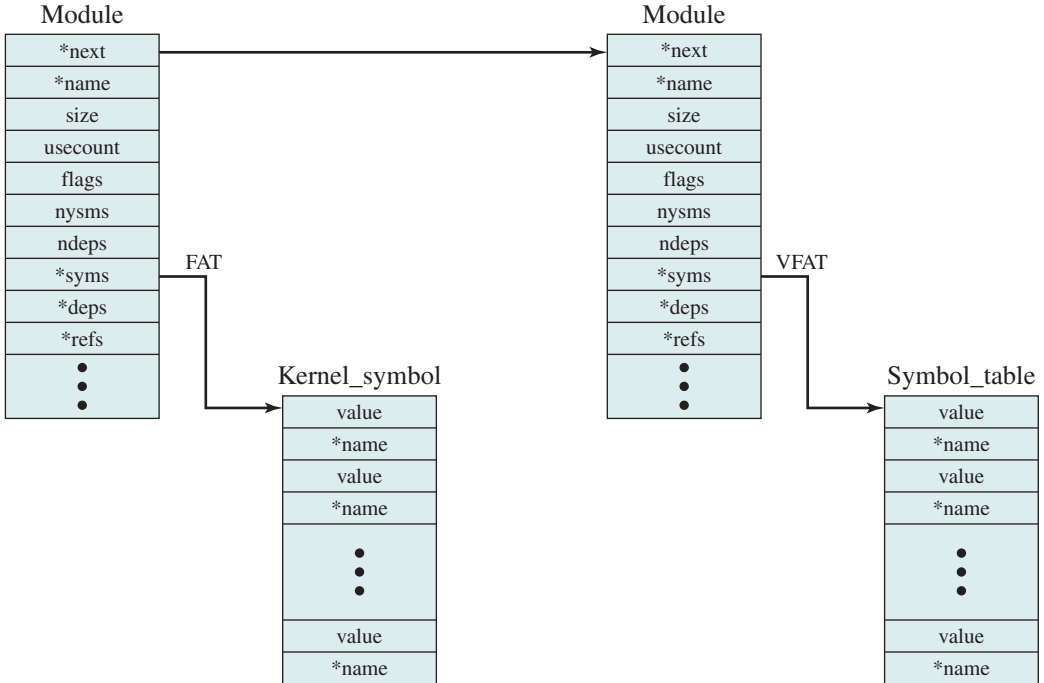 Module
*next
*name
size
usecount
flags
nysms
ndeps
*syms
*deps
*refs
FAT
Kernel_symbol
value
*name
value
*name
value
*name
Module
*next
*name
size
usecount
flags
nysms
ndeps
*syms
*deps
*refs
VFAT
Symbol_table
value
*name
value
*name
value
*name